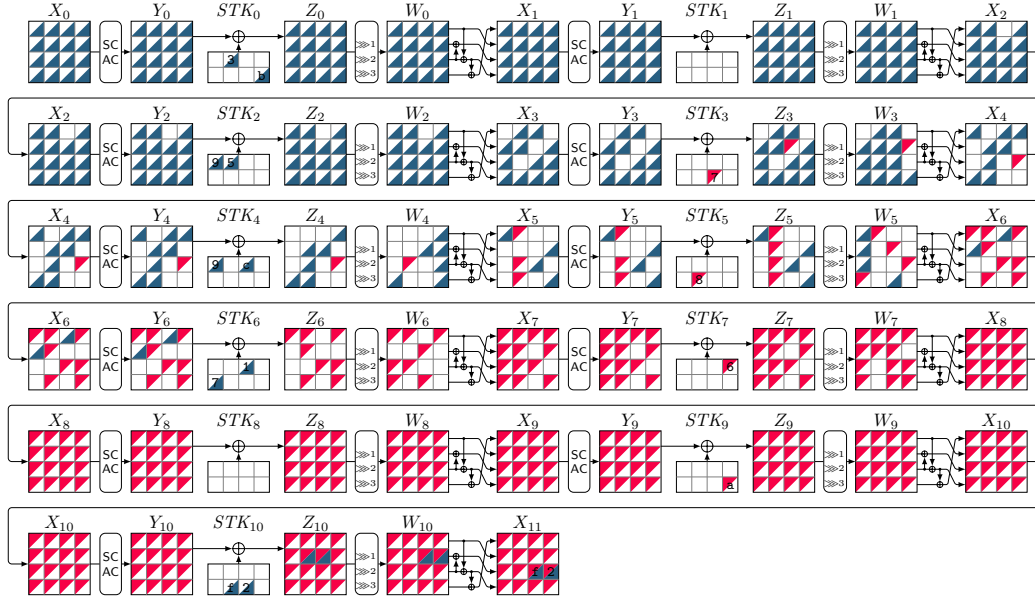 X₀ Y₀ STK₀ Z₀ W₀ X₁ Y₁ STK₁ Z₁ W₁ X₂
SC AC 3 b ⋙1 ⋙2 ⋙3 SC AC ⋙1 ⋙2 ⋙3
X₂ Y₂ STK₂ Z₂ W₂ X₃ Y₃ STK₃ Z₃ W₃ X₄
SC AC 9 5 ⋙1 ⋙2 ⋙3 SC AC 7 ⋙1 ⋙2 ⋙3
X₄ Y₄ STK₄ Z₄ W₄ X₅ Y₅ STK₅ Z₅ W₅ X₆
SC AC 9 c ⋙1 ⋙2 ⋙3 SC AC 8 ⋙1 ⋙2 ⋙3
X₆ Y₆ STK₆ Z₆ W₆ X₇ Y₇ STK₇ Z₇ W₇ X₈
SC AC 1 7 ⋙1 ⋙2 ⋙3 SC AC 6 ⋙1 ⋙2 ⋙3
X₈ Y₈ STK₈ Z₈ W₈ X₉ Y₉ STK₉ Z₉ W₉ X₁₀
SC AC ⋙1 ⋙2 ⋙3 SC AC a ⋙1 ⋙2 ⋙3
X₁₀ Y₁₀ STK₁₀ Z₁₀ W₁₀ X₁₁
SC AC f 2 ⋙1 ⋙2 ⋙3 f 2